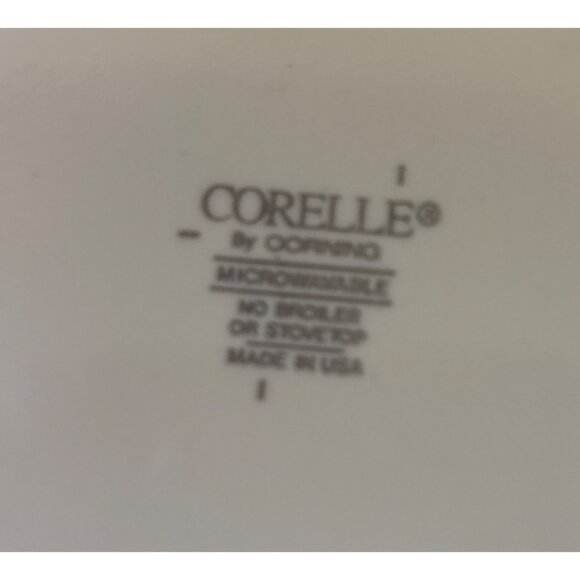 CORELLE®
By CORNING
MICROWAVABLE
NO BROILER
OR STOVETOP
MADE IN USA